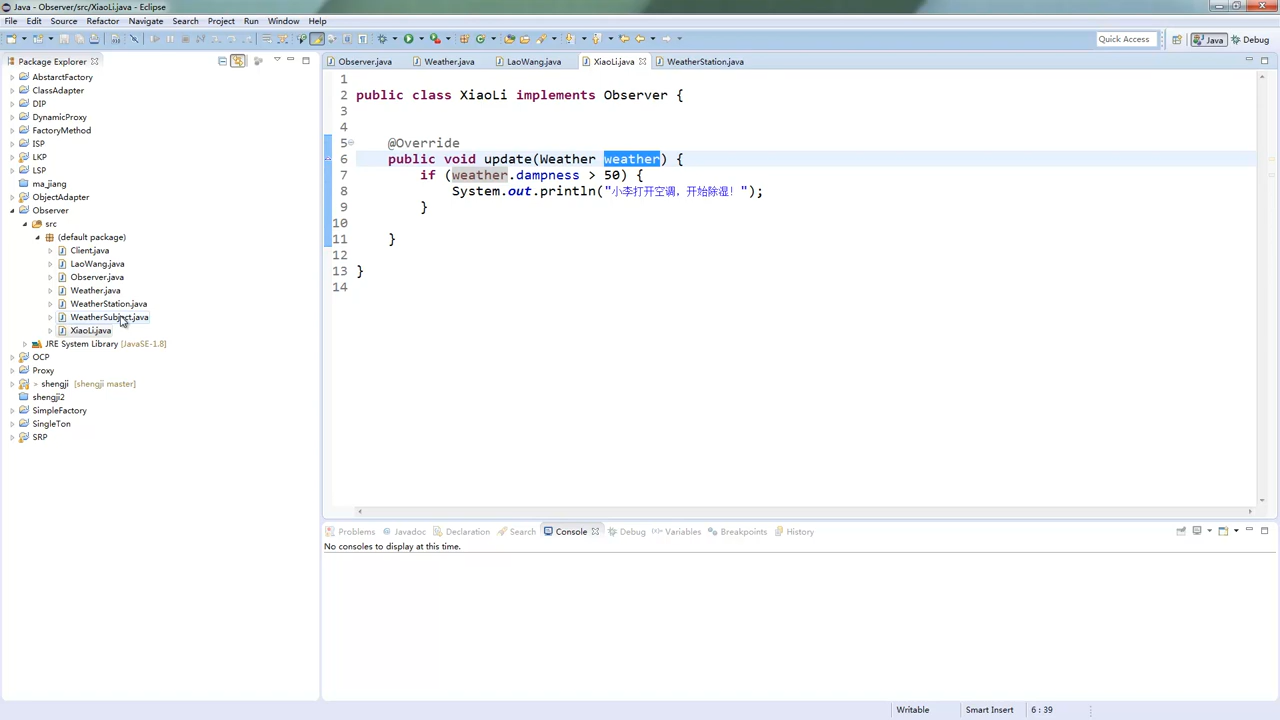 Java - Observer/src/XiaoLi.java - Eclipse
File Edit Source Refactor Navigate Search Project Run Window Help
Quick Access Java Debug
Package Explorer
Observer.java Weather.java LaoWang.java XiaoLi.java WeatherStation.java
AbstarctFactory
ClassAdapter
DIP
DynamicProxy
FactoryMethod
ISP
LKP
LSP
ma_jiang
ObjectAdapter
Observer
src
(default package)
Client.java
LaoWang.java
Observer.java
Weather.java
WeatherStation.java
WeatherSubject.java
XiaoLi.java
JRE System Library [JavaSE-1.8]
OCP
Proxy
> shengji [shengji master]
shengji2
SimpleFactory
SingleTon
SRP
1
2 public class XiaoLi implements Observer {
3
4
5 @Override
6 public void update(Weather weather) {
7 if (weather.dampness > 50) {
8 System.out.println("小李打开空调，开始除湿！");
9 }
10
11 }
12
13 }
14
Problems Javadoc Declaration Search Console Debug Variables Breakpoints History
No consoles to display at this time.
Writable Smart Insert 6 : 39